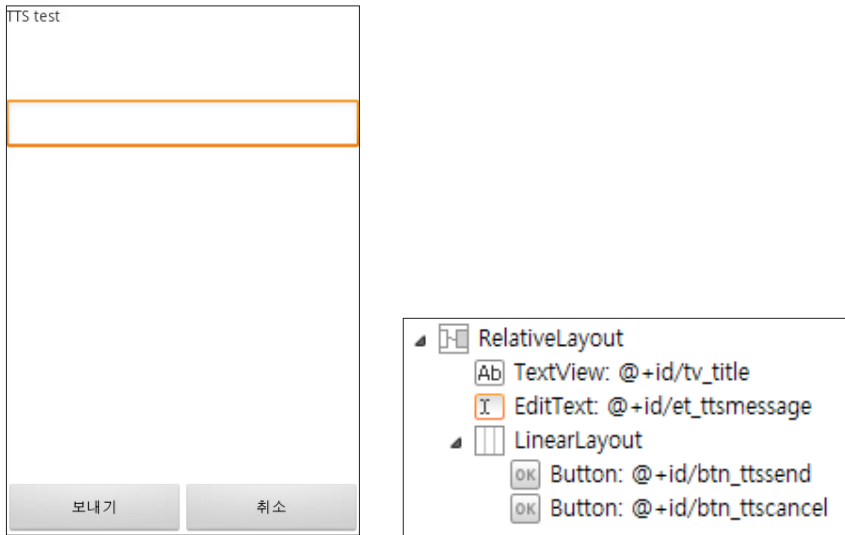 TTS test
보내기
취소
RelativeLayout
Ab TextView: @+id/tv_title
I EditText: @+id/et_ttsmessage
LinearLayout
OK Button: @+id/btn_ttssend
OK Button: @+id/btn_ttscancel